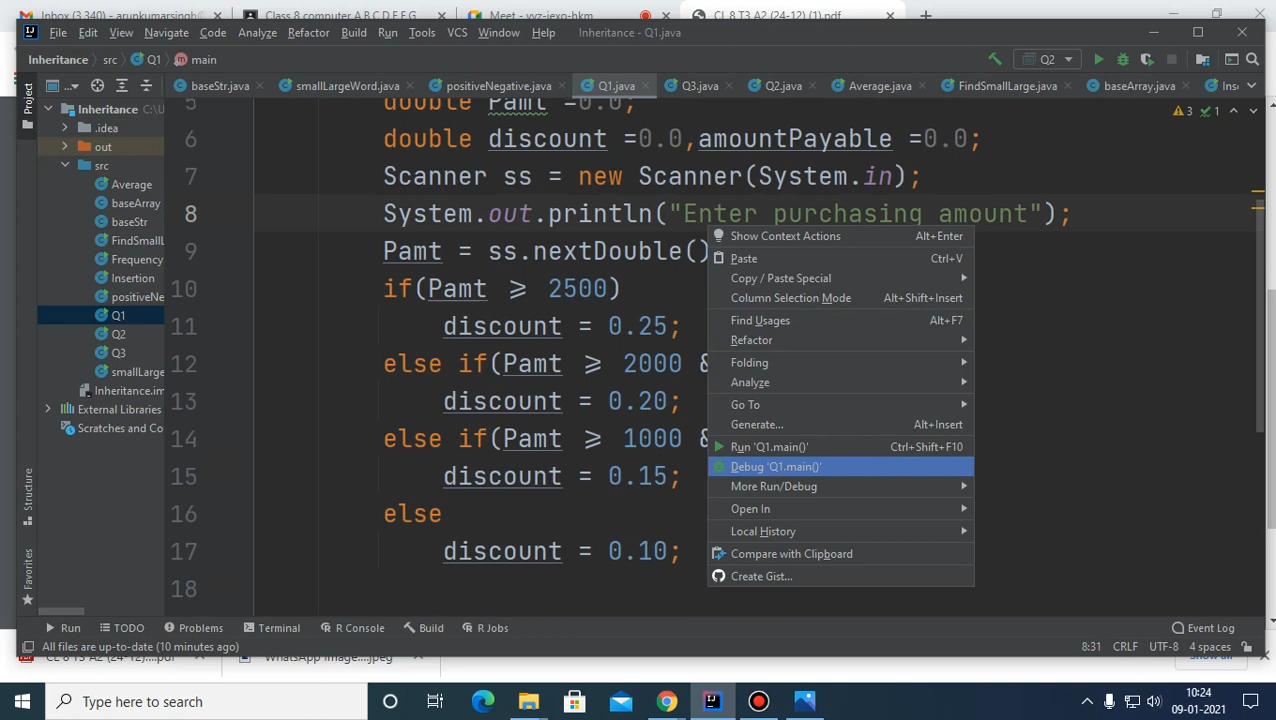 Inbox (3,340) - arunkumarsingh@
Class 8 computer A B C D E F G
Meet - vyz-jexo-hkm
CL 8 T3 A2 (24-12) (1).pdf
File Edit View Navigate Code Analyze Refactor Build Run Tools VCS Window Help Inheritance - Q1.java
Inheritance src Q1 main Q2
baseStr.java smallLargeWord.java positiveNegative.java Q1.java Q3.java Q2.java Average.java FindSmallLarge.java baseArray.java Ins
Project
Inheritance C:\U
.idea
out
src
Average
baseArray
baseStr
FindSmallL
Frequency
Insertion
positiveNe
Q1
Q2
Q3
smallLarge
Inheritance.im
External Libraries
Scratches and Co
Structure
Favorites
3 1
5 double Pamt =0.0;
6 double discount =0.0,amountPayable =0.0;
7 Scanner ss = new Scanner(System.in);
8 System.out.println("Enter purchasing amount");
9 Pamt = ss.nextDouble()
10 if(Pamt >= 2500)
11 discount = 0.25;
12 else if(Pamt >= 2000 &
13 discount = 0.20;
14 else if(Pamt >= 1000 &
15 discount = 0.15;
16 else
17 discount = 0.10;
18
Show Context Actions Alt+Enter
Paste Ctrl+V
Copy / Paste Special
Column Selection Mode Alt+Shift+Insert
Find Usages Alt+F7
Refactor
Folding
Analyze
Go To
Generate... Alt+Insert
Run 'Q1.main()' Ctrl+Shift+F10
Debug 'Q1.main()'
More Run/Debug
Open In
Local History
Compare with Clipboard
Create Gist...
Run TODO Problems Terminal R Console Build R Jobs Event Log
All files are up-to-date (10 minutes ago) 8:31 CRLF UTF-8 4 spaces
CL 8 T3 A2 (24-12)....pdf WhatsApp Image....jpeg Show all
Type here to search
10:24
09-01-2021